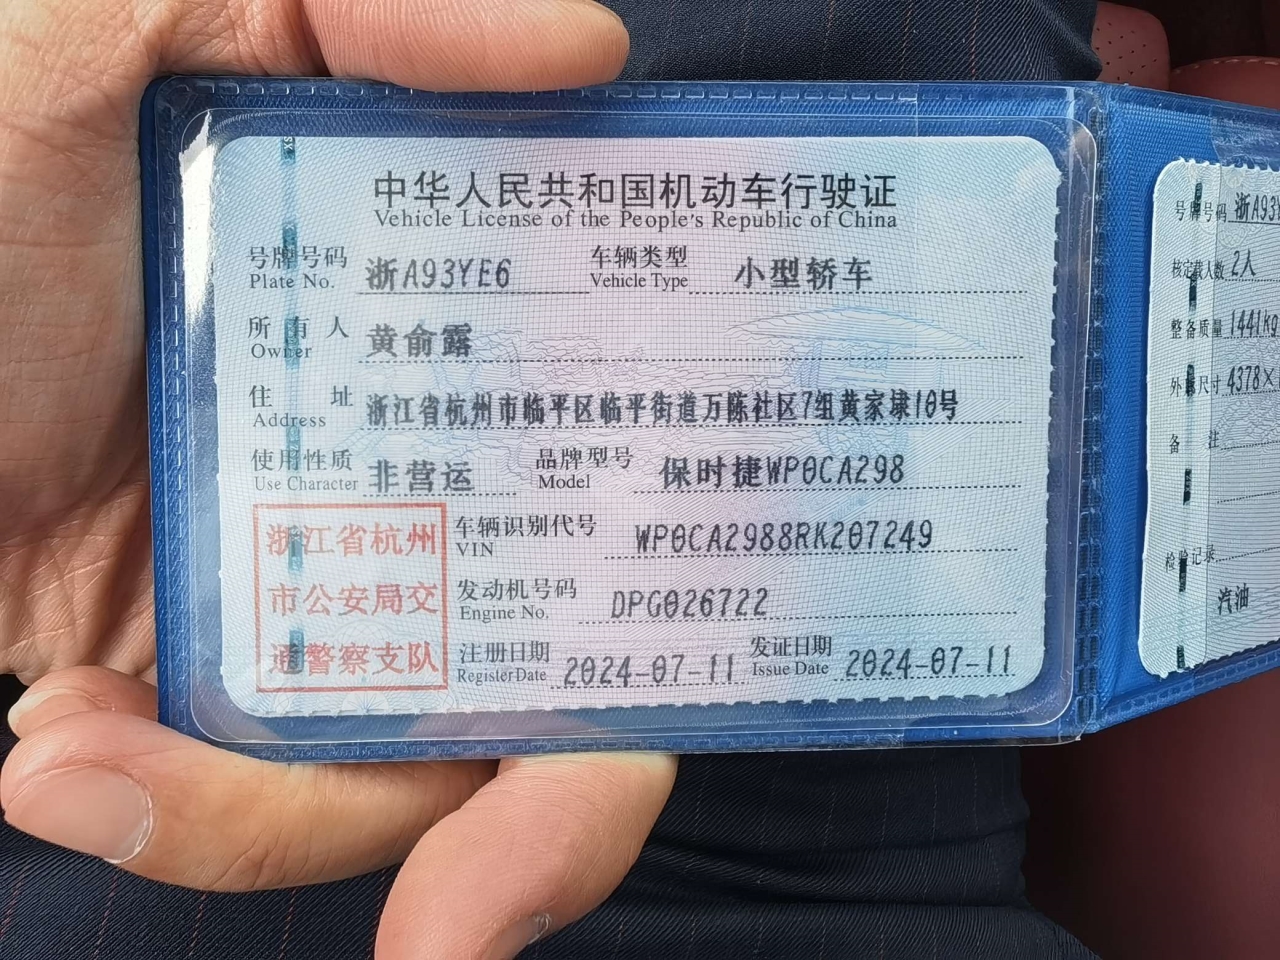 中华人民共和国机动车行驶证
Vehicle License of the People's Republic of China
号牌号码 浙A93YE6 车辆类型 小型轿车
Plate No. Vehicle Type
所有人 黄俞露
Owner
住址 浙江省杭州市临平区临平街道万陈社区7组黄家埭10号
Address
使用性质 非营运 品牌型号 保时捷WP0CA298
Use Character Model
浙江省杭州
市公安局交
通警察支队
车辆识别代号 WP0CA2988RK207249
VIN
发动机号码 DPG026722
Engine No.
注册日期 2024-07-11 发证日期 2024-07-11
Register Date Issue Date
号牌号码 浙A93Y
核定载人数 2人
整备质量 1441kg
外廓尺寸 4378×
备注
检验记录
汽油